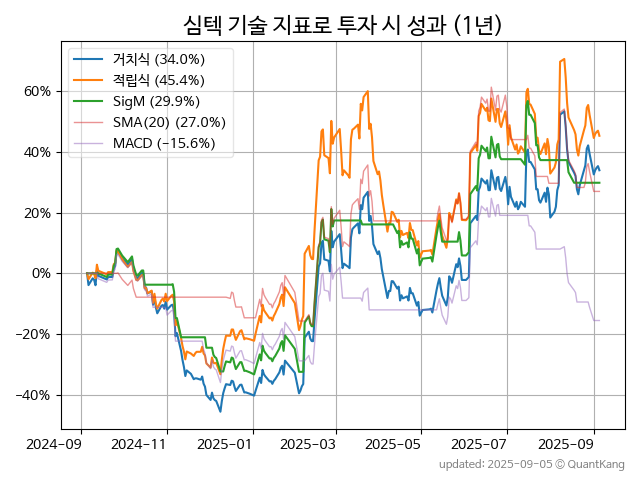 심텍 기술 지표로 투자 시 성과 (1년)
거치식 (34.0%)
적립식 (45.4%)
SigM (29.9%)
SMA(20) (27.0%)
MACD (−15.6%)
60%
40%
20%
0%
−20%
−40%
2024-09 2024-11 2025-01 2025-03 2025-05 2025-07 2025-09
updated: 2025-09-05 ⓒ QuantKang